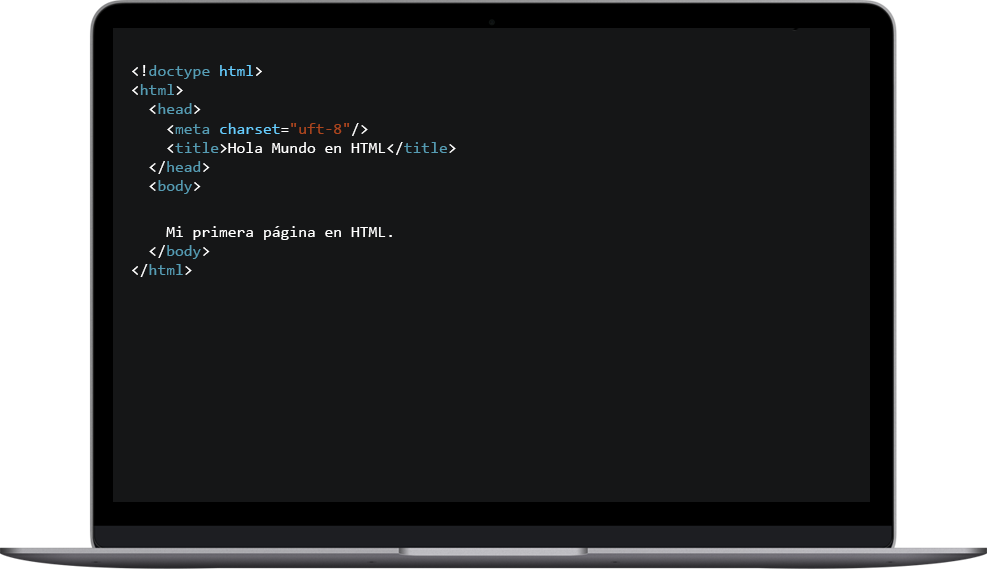 <!doctype html>
<html>
<head>
<meta charset="uft-8"/>
<title>Hola Mundo en HTML</title>
</head>
<body>
Mi primera página en HTML.
</body>
</html>